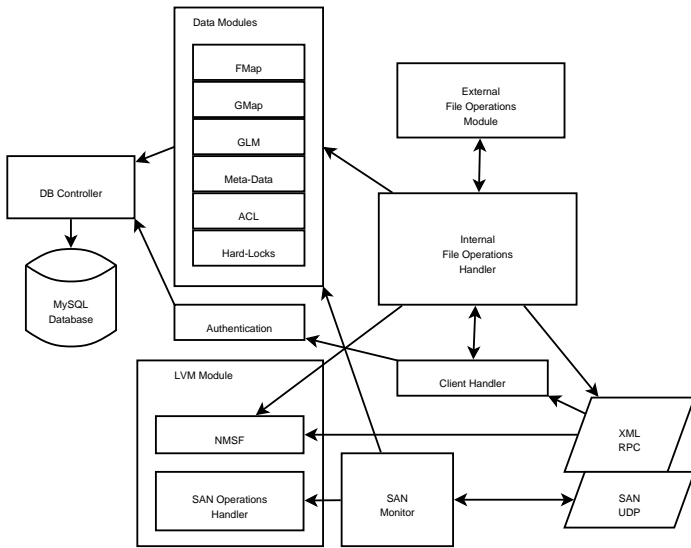 Data Modules
FMap
GMap
GLM
Meta-Data
ACL
Hard-Locks
External
File Operations
Module
DB Controller
MySQL
Database
Internal
File Operations
Handler
Authentication
Client Handler
LVM Module
NMSF
SAN Operations
Handler
SAN
Monitor
XML
RPC
SAN
UDP